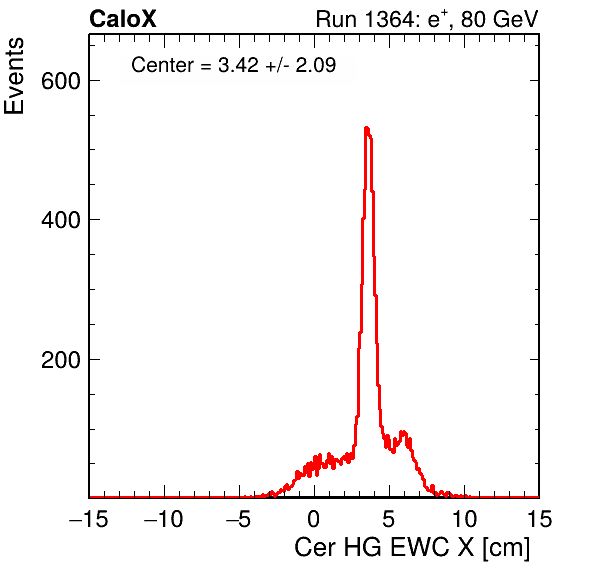 CaloX
Run 1364: e⁺, 80 GeV
Center = 3.42 +/- 2.09
Events
600
400
200
−15 −10 −5 0 5 10 15
Cer HG EWC X [cm]